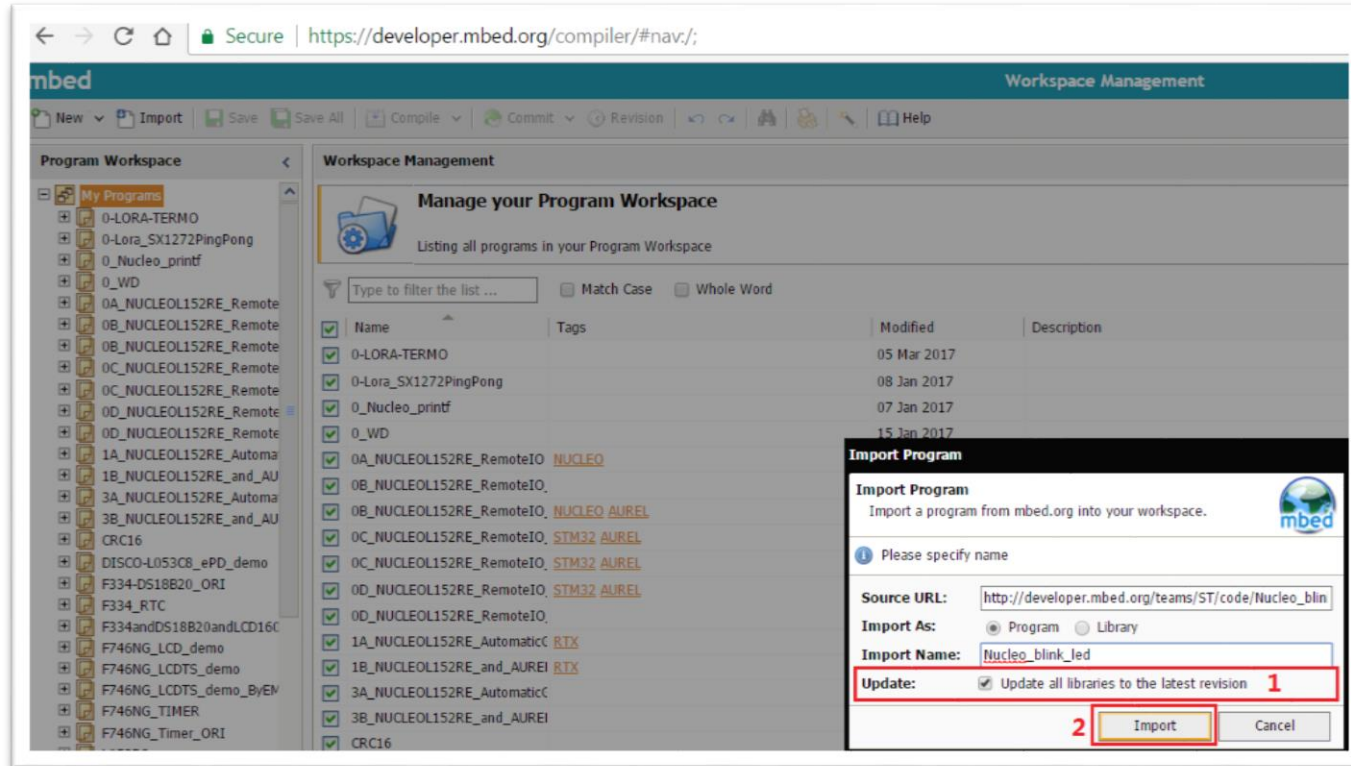 Secure https://developer.mbed.org/compiler/#nav:/;
mbed Workspace Management
New Import Save Save All Compile Commit Revision Help
Program Workspace
My Programs
0-LORA-TERMO
0-Lora_SX1272PingPong
0_Nucleo_printf
0_WD
0A_NUCLEOL152RE_Remote
0B_NUCLEOL152RE_Remote
0B_NUCLEOL152RE_Remote
0C_NUCLEOL152RE_Remote
0C_NUCLEOL152RE_Remote
0D_NUCLEOL152RE_Remote
0D_NUCLEOL152RE_Remote
1A_NUCLEOL152RE_Automa
1B_NUCLEOL152RE_and_AU
3A_NUCLEOL152RE_Automa
3B_NUCLEOL152RE_and_AU
CRC16
DISCO-L053C8_ePD_demo
F334-DS18B20_ORI
F334_RTC
F334andDS18B20andLCD16C
F746NG_LCD_demo
F746NG_LCDTS_demo
F746NG_LCDTS_demo_ByEM
F746NG_TIMER
F746NG_Timer_ORI
Workspace Management
Manage your Program Workspace
Listing all programs in your Program Workspace
Type to filter the list ... Match Case Whole Word
Name Tags Modified Description
0-LORA-TERMO 05 Mar 2017
0-Lora_SX1272PingPong 08 Jan 2017
0_Nucleo_printf 07 Jan 2017
0_WD 15 Jan 2017
0A_NUCLEOL152RE_RemoteIO NUCLEO
0B_NUCLEOL152RE_RemoteIO_
0B_NUCLEOL152RE_RemoteIO_ NUCLEO AUREL
0C_NUCLEOL152RE_RemoteIO_ STM32 AUREL
0C_NUCLEOL152RE_RemoteIO_ STM32 AUREL
0D_NUCLEOL152RE_RemoteIO_ STM32 AUREL
0D_NUCLEOL152RE_RemoteIO_
1A_NUCLEOL152RE_AutomaticC RTX
1B_NUCLEOL152RE_and_AUREI RTX
3A_NUCLEOL152RE_AutomaticC
3B_NUCLEOL152RE_and_AUREI
CRC16
Import Program
Import Program
Import a program from mbed.org into your workspace.
mbed
Please specify name
Source URL: http://developer.mbed.org/teams/ST/code/Nucleo_blin
Import As: Program Library
Import Name: Nucleo_blink_led
Update: Update all libraries to the latest revision 1
2 Import Cancel